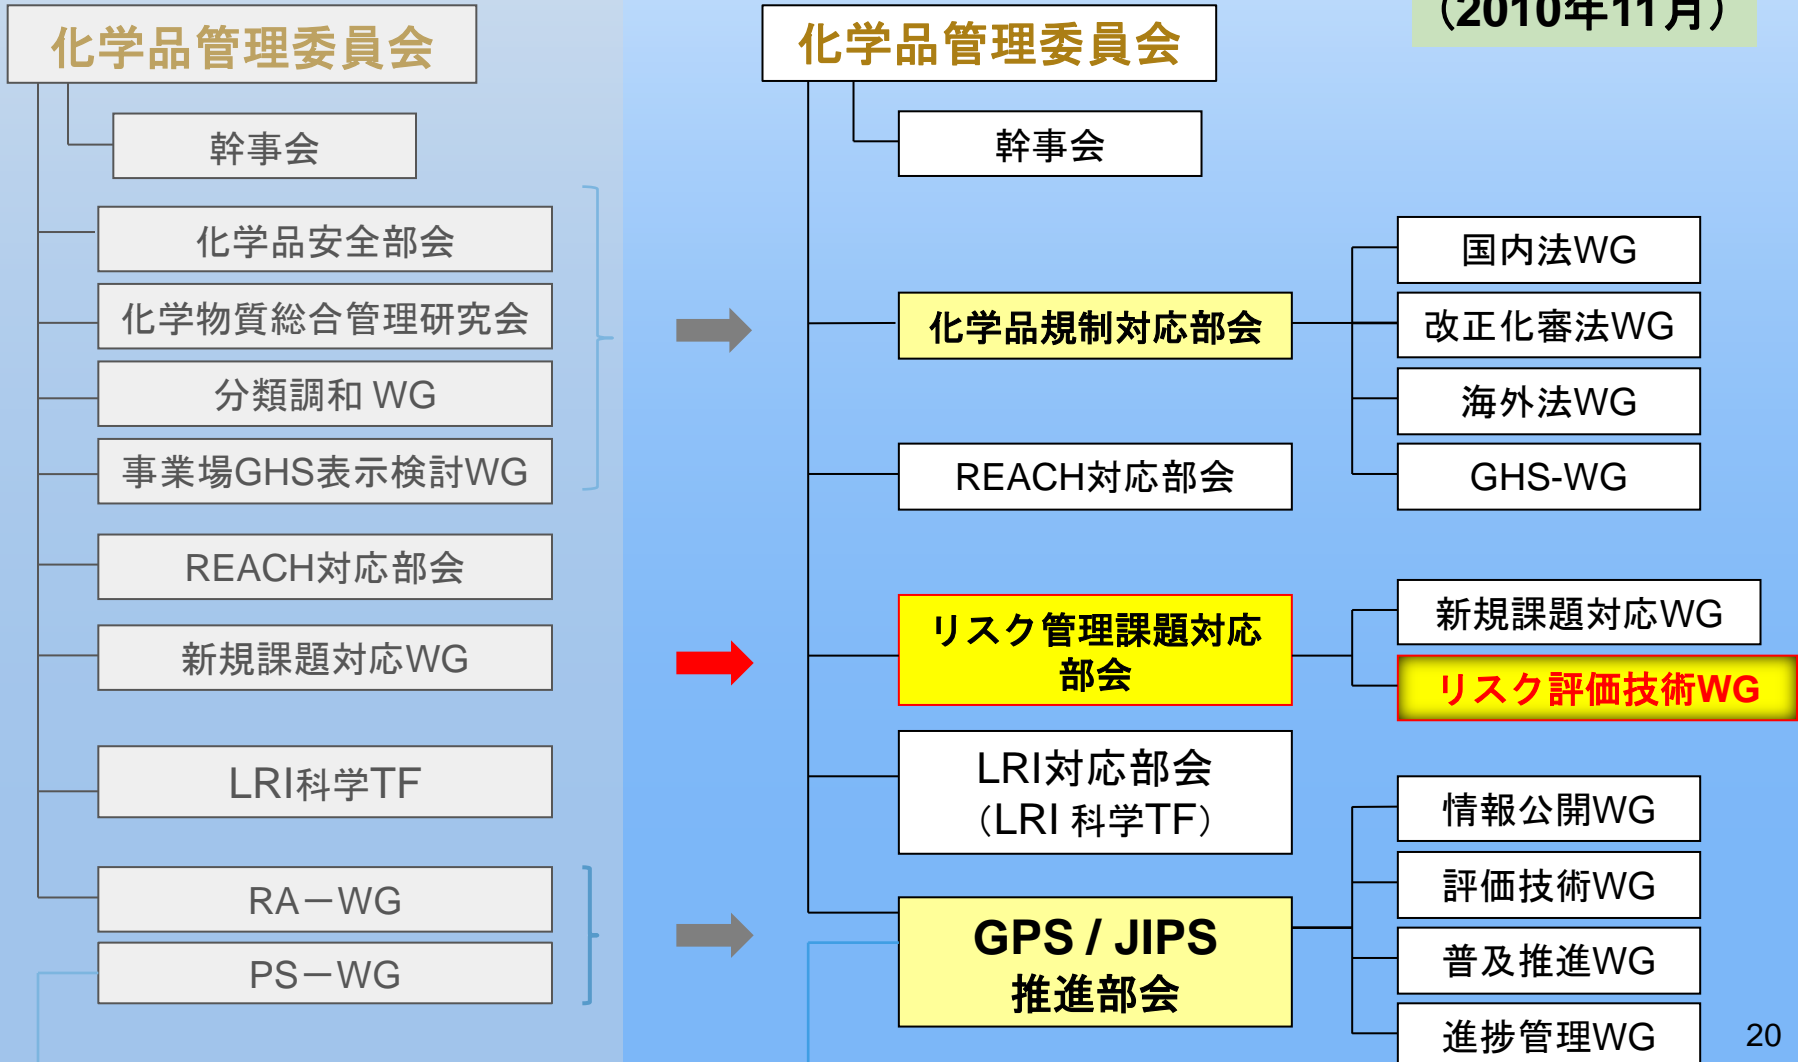 化学品管理委員会
幹事会
化学品安全部会
化学物質総合管理研究会
分類調和 WG
事業場GHS表示検討WG
REACH対応部会
新規課題対応WG
LRI科学TF
RA－WG
PS－WG
（2010年11月）
化学品管理委員会
幹事会
化学品規制対応部会
国内法WG
改正化審法WG
海外法WG
GHS-WG
REACH対応部会
リスク管理課題対応
部会
新規課題対応WG
リスク評価技術WG
LRI対応部会
（LRI 科学TF）
GPS / JIPS
推進部会
情報公開WG
評価技術WG
普及推進WG
進捗管理WG
20